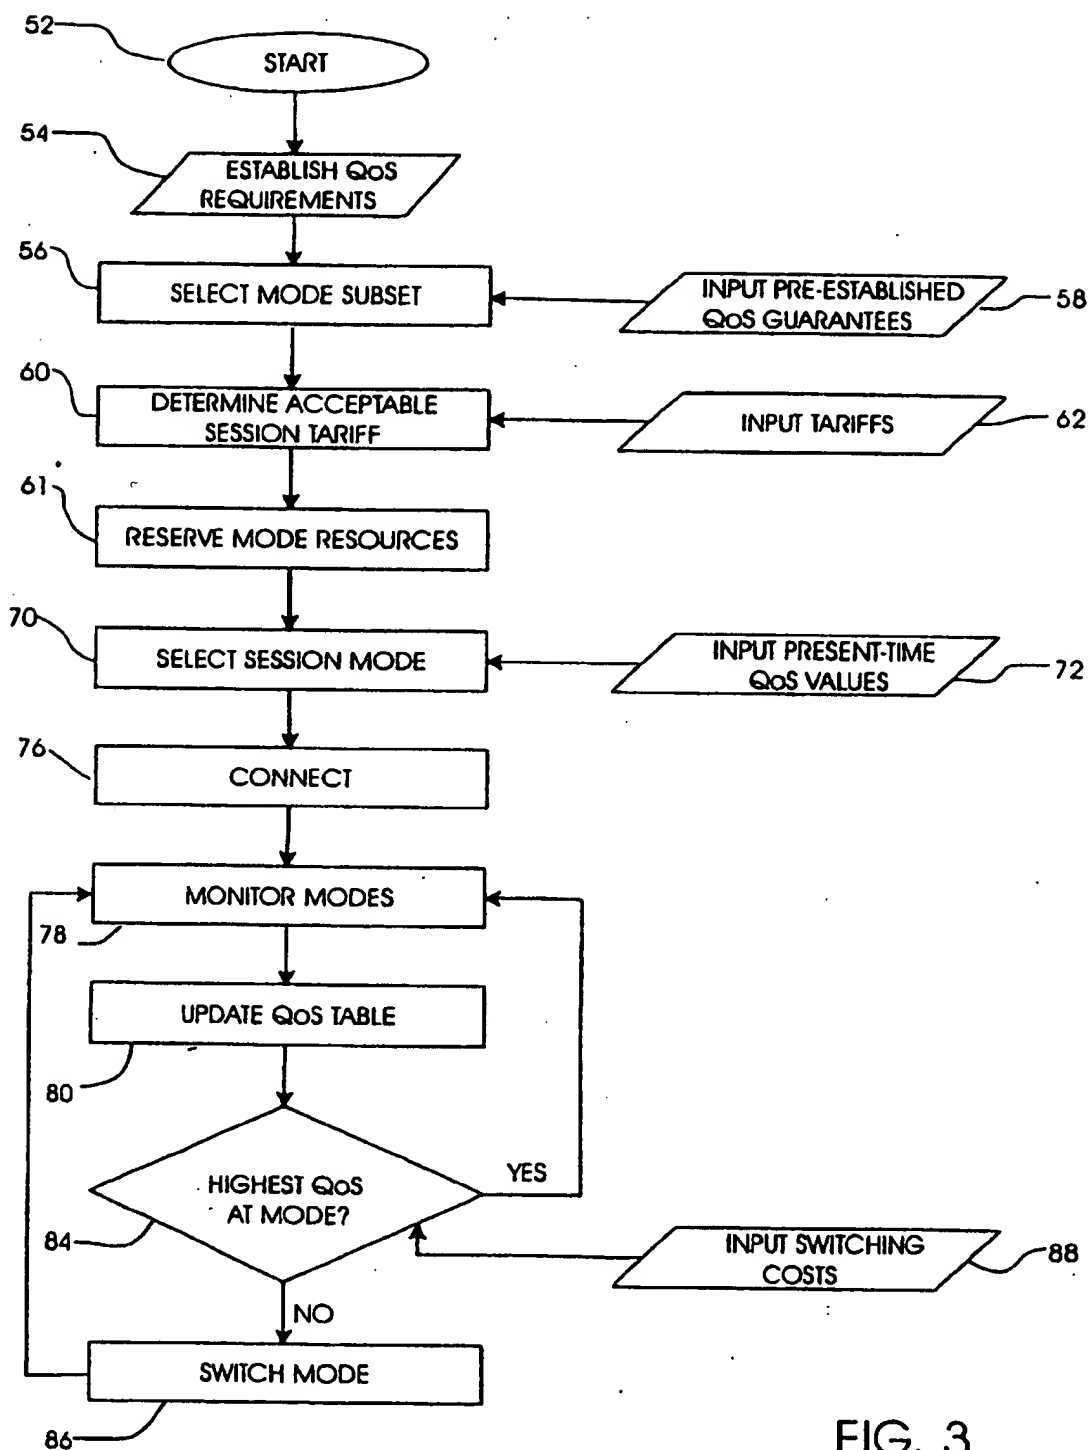 52
START
54
ESTABLISH QoS
REQUIREMENTS
56
SELECT MODE SUBSET
INPUT PRE-ESTABLISHED
QoS GUARANTEES
58
60
DETERMINE ACCEPTABLE
SESSION TARIFF
INPUT TARIFFS
62
61
RESERVE MODE RESOURCES
70
SELECT SESSION MODE
INPUT PRESENT-TIME
QoS VALUES
72
76
CONNECT
MONITOR MODES
78
UPDATE QoS TABLE
80
HIGHEST QoS
AT MODE?
YES
84
INPUT SWITCHING
COSTS
88
NO
SWITCH MODE
86
FIG. 3